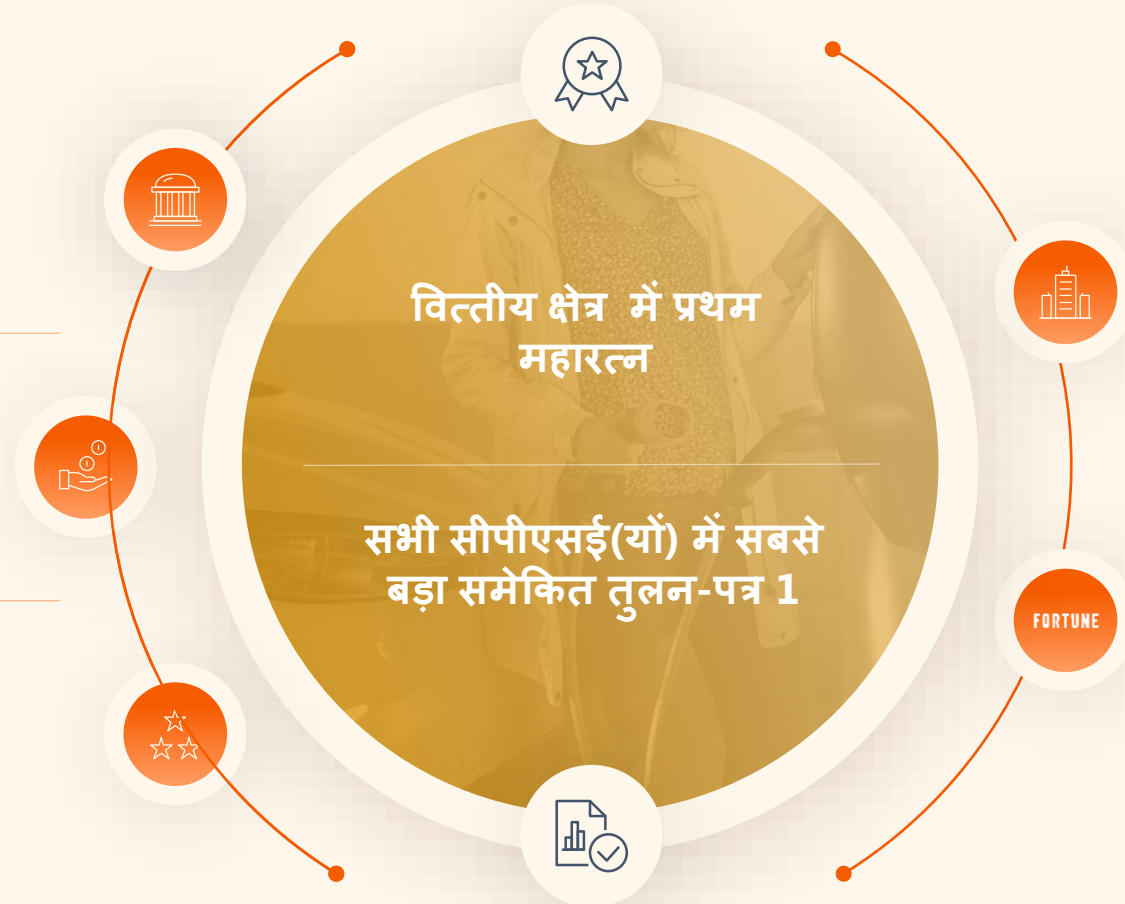 वित्तीय क्षेत्र में प्रथम
महारत्न
सभी सीपीएसई(यों) में सबसे
बड़ा समेकित तुलन-पत्र 1
FORTUNE